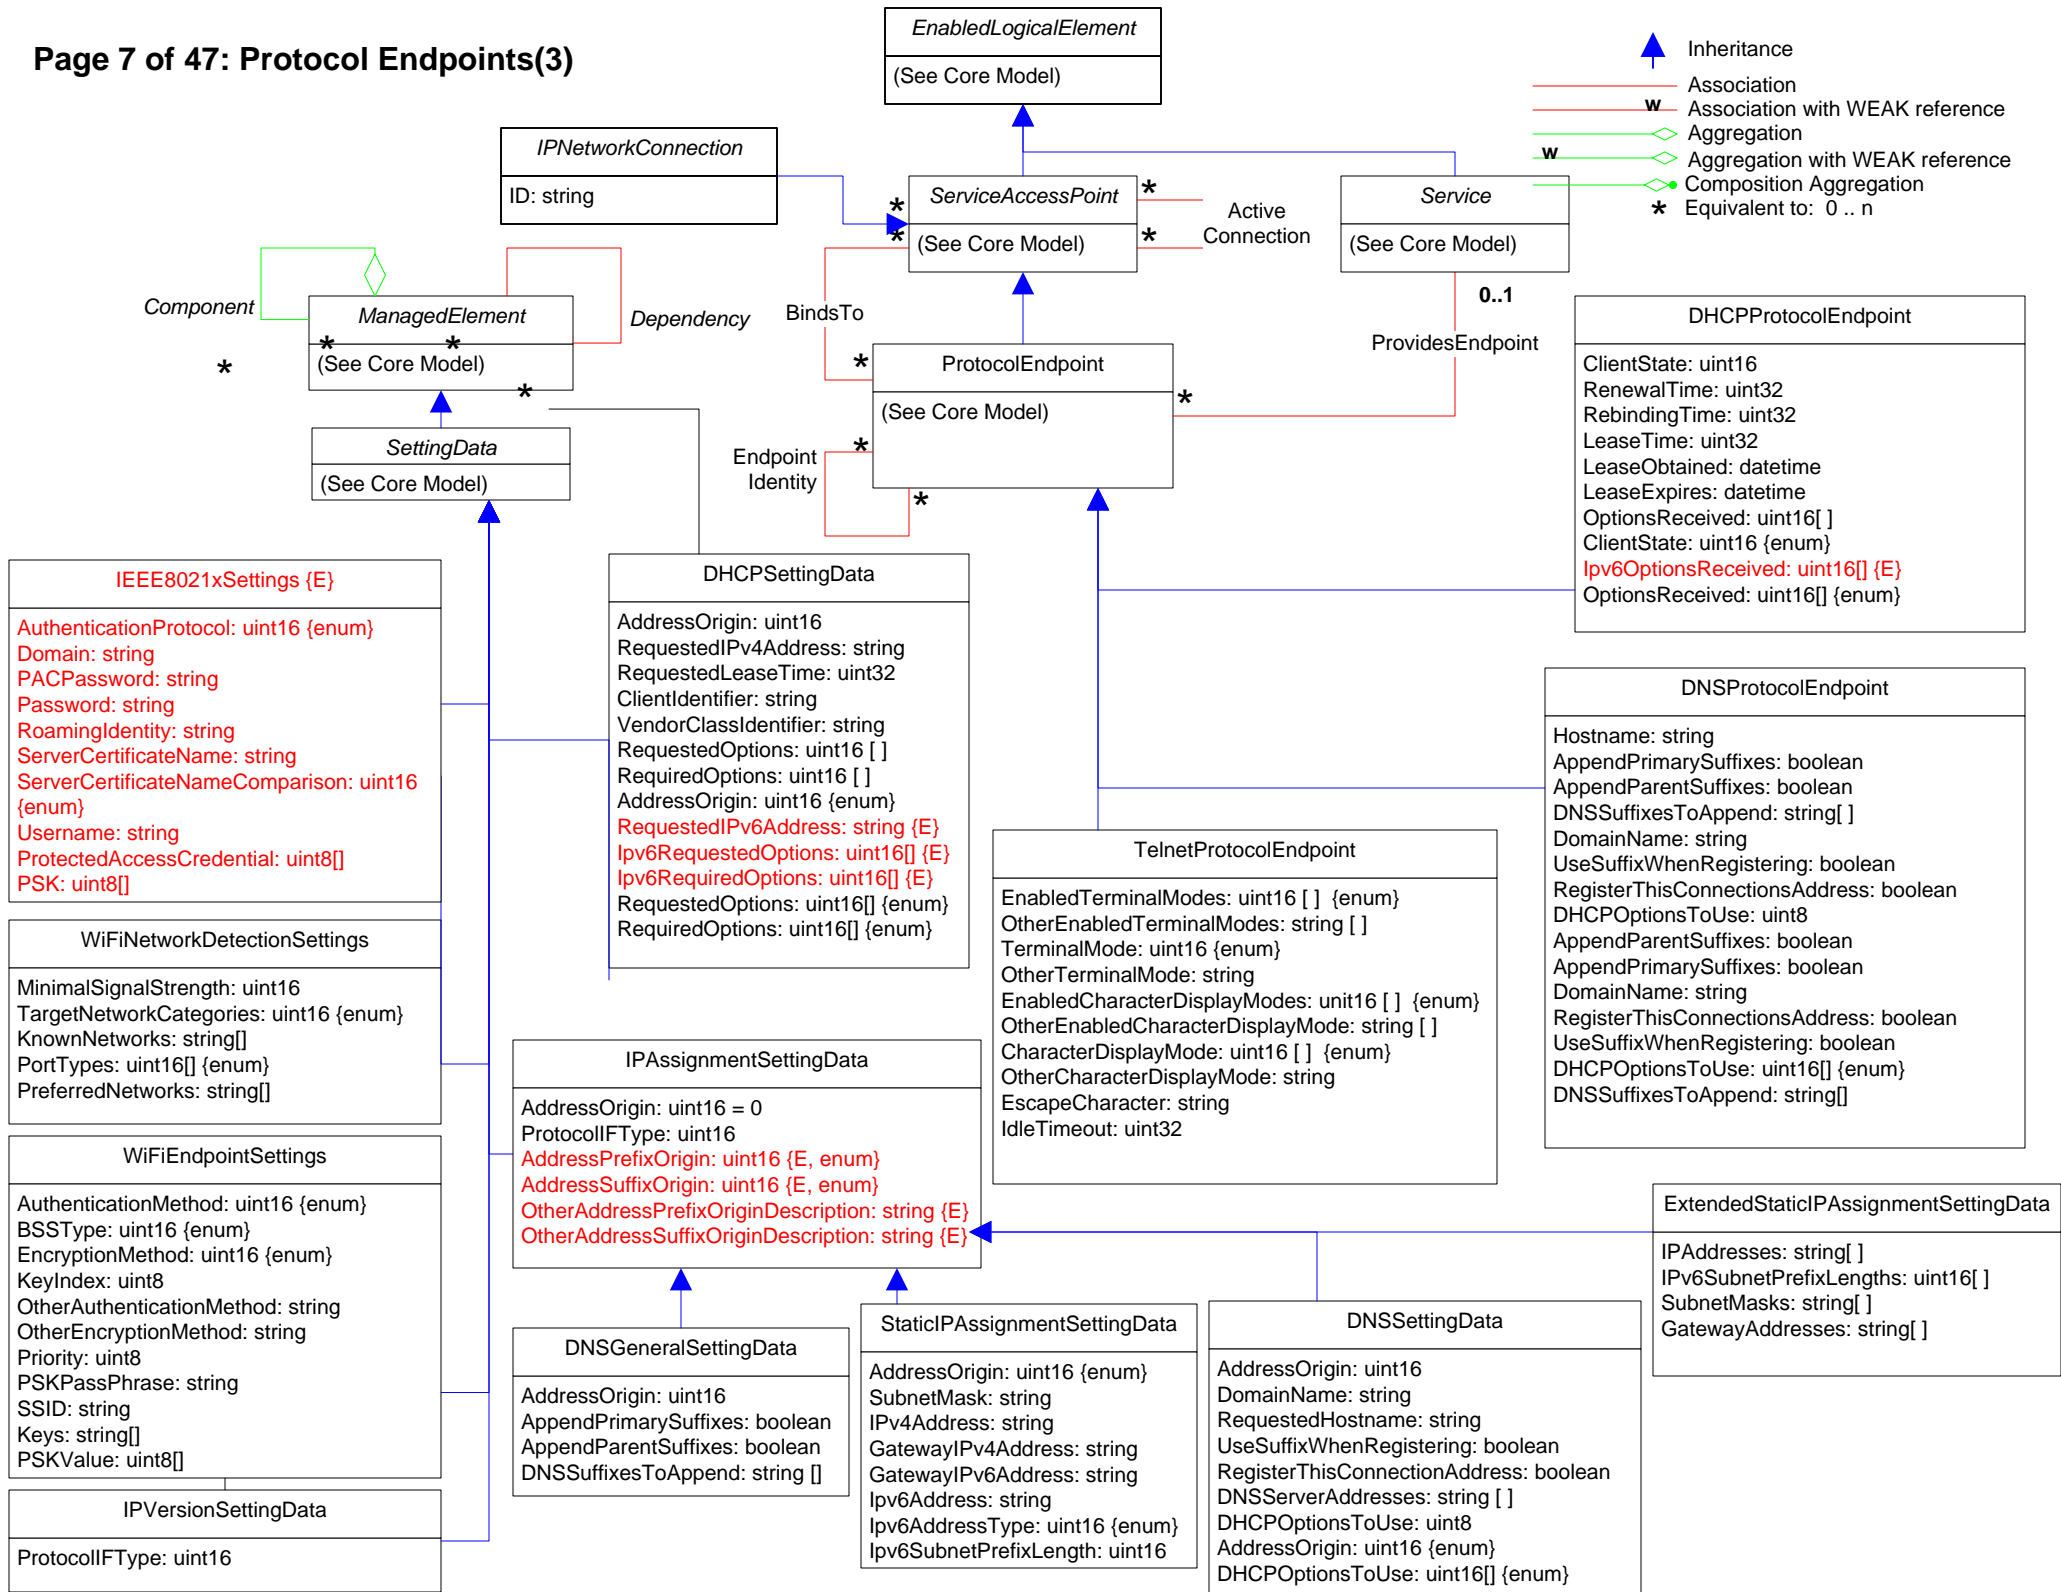 Page 7 of 47: Protocol Endpoints(3)
EnabledLogicalElement
(See Core Model)
Inheritance
Association
w
Association with WEAK reference
Aggregation
w
Aggregation with WEAK reference
Composition Aggregation
* Equivalent to: 0 .. n
IPNetworkConnection
ID: string
ServiceAccessPoint
(See Core Model)
*
*
*
*
Active
Connection
Service
(See Core Model)
0..1
ProvidesEndpoint
*
Component
*
ManagedElement
(See Core Model)
*
*
*
Dependency
BindsTo
*
ProtocolEndpoint
(See Core Model)
Endpoint
Identity
*
*
SettingData
(See Core Model)
DHCPProtocolEndpoint
ClientState: uint16
RenewalTime: uint32
RebindingTime: uint32
LeaseTime: uint32
LeaseObtained: datetime
LeaseExpires: datetime
OptionsReceived: uint16[ ]
ClientState: uint16 {enum}
Ipv6OptionsReceived: uint16[] {E}
OptionsReceived: uint16[] {enum}
IEEE8021xSettings {E}
AuthenticationProtocol: uint16 {enum}
Domain: string
PACPassword: string
Password: string
RoamingIdentity: string
ServerCertificateName: string
ServerCertificateNameComparison: uint16
{enum}
Username: string
ProtectedAccessCredential: uint8[]
PSK: uint8[]
DHCPSettingData
AddressOrigin: uint16
RequestedIPv4Address: string
RequestedLeaseTime: uint32
ClientIdentifier: string
VendorClassIdentifier: string
RequestedOptions: uint16 [ ]
RequiredOptions: uint16 [ ]
AddressOrigin: uint16 {enum}
RequestedIPv6Address: string {E}
Ipv6RequestedOptions: uint16[] {E}
Ipv6RequiredOptions: uint16[] {E}
RequestedOptions: uint16[] {enum}
RequiredOptions: uint16[] {enum}
DNSProtocolEndpoint
Hostname: string
AppendPrimarySuffixes: boolean
AppendParentSuffixes: boolean
DNSSuffixesToAppend: string[ ]
DomainName: string
UseSuffixWhenRegistering: boolean
RegisterThisConnectionsAddress: boolean
DHCPOptionsToUse: uint8
AppendParentSuffixes: boolean
AppendPrimarySuffixes: boolean
DomainName: string
RegisterThisConnectionsAddress: boolean
UseSuffixWhenRegistering: boolean
DHCPOptionsToUse: uint16[] {enum}
DNSSuffixesToAppend: string[]
TelnetProtocolEndpoint
EnabledTerminalModes: uint16 [ ] {enum}
OtherEnabledTerminalModes: string [ ]
TerminalMode: uint16 {enum}
OtherTerminalMode: string
EnabledCharacterDisplayModes: unit16 [ ] {enum}
OtherEnabledCharacterDisplayMode: string [ ]
CharacterDisplayMode: uint16 [ ] {enum}
OtherCharacterDisplayMode: string
EscapeCharacter: string
IdleTimeout: uint32
WiFiNetworkDetectionSettings
MinimalSignalStrength: uint16
TargetNetworkCategories: uint16 {enum}
KnownNetworks: string[]
PortTypes: uint16[] {enum}
PreferredNetworks: string[]
IPAssignmentSettingData
AddressOrigin: uint16 = 0
ProtocolIFType: uint16
AddressPrefixOrigin: uint16 {E, enum}
AddressSuffixOrigin: uint16 {E, enum}
OtherAddressPrefixOriginDescription: string {E}
OtherAddressSuffixOriginDescription: string {E}
WiFiEndpointSettings
AuthenticationMethod: uint16 {enum}
BSSType: uint16 {enum}
EncryptionMethod: uint16 {enum}
KeyIndex: uint8
OtherAuthenticationMethod: string
OtherEncryptionMethod: string
Priority: uint8
PSKPassPhrase: string
SSID: string
Keys: string[]
PSKValue: uint8[]
ExtendedStaticIPAssignmentSettingData
IPAddresses: string[ ]
IPv6SubnetPrefixLengths: uint16[ ]
SubnetMasks: string[ ]
GatewayAddresses: string[ ]
DNSGeneralSettingData
AddressOrigin: uint16
AppendPrimarySuffixes: boolean
AppendParentSuffixes: boolean
DNSSuffixesToAppend: string []
StaticIPAssignmentSettingData
AddressOrigin: uint16 {enum}
SubnetMask: string
IPv4Address: string
GatewayIPv4Address: string
GatewayIPv6Address: string
Ipv6Address: string
Ipv6AddressType: uint16 {enum}
Ipv6SubnetPrefixLength: uint16
DNSSettingData
AddressOrigin: uint16
DomainName: string
RequestedHostname: string
UseSuffixWhenRegistering: boolean
RegisterThisConnectionAddress: boolean
DNSServerAddresses: string [ ]
DHCPOptionsToUse: uint8
AddressOrigin: uint16 {enum}
DHCPOptionsToUse: uint16[] {enum}
IPVersionSettingData
ProtocolIFType: uint16